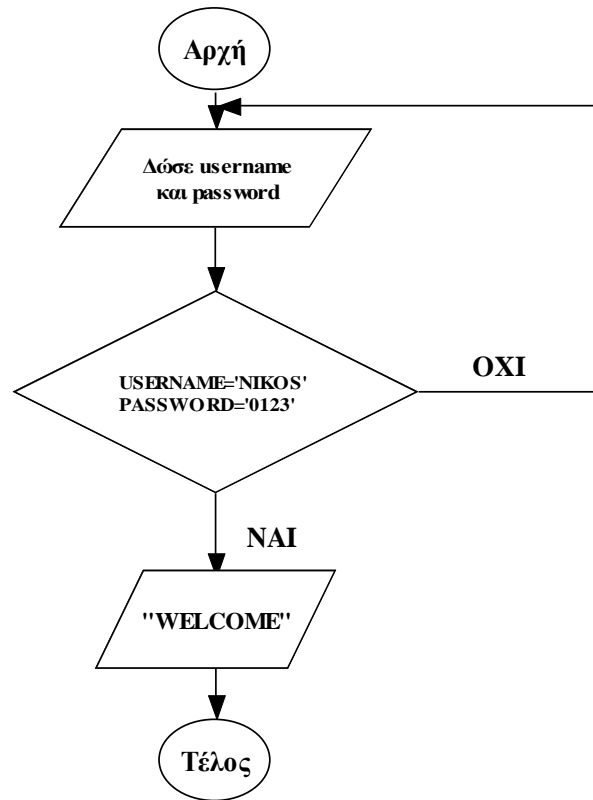 Αρχή
Δώσε username
και password
USERNAME='NIKOS'
PASSWORD='0123'
ΟΧΙ
ΝΑΙ
"WELCOME"
Τέλος